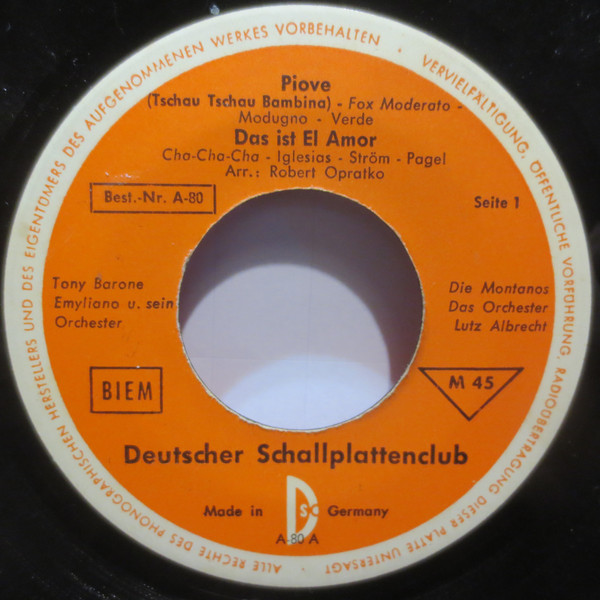 ALLE RECHTE DES PHONOGRAPHISCHEN HERSTELLERS UND DES EIGENTÜMERS DES AUFGENOMMENEN WERKES VORBEHALTEN · VERVIELFÄLTIGUNG, ÖFFENTLICHE VORFÜHRUNG, RADIOÜBERTRAGUNG DIESER PLATTE UNTERSAGT ·
Piove
(Tschau Tschau Bambina) - Fox Moderato -
Modugno - Verde
Das ist El Amor
Cha-Cha-Cha - Iglesias - Ström - Pagel
Arr.: Robert Opratko
Best.-Nr. A-80
Seite 1
Tony Barone
Emyliano u. sein
Orchester
Die Montanos
Das Orchester
Lutz Albrecht
BIEM
M 45
Deutscher Schallplattenclub
Made in DSC Germany
A-80 A